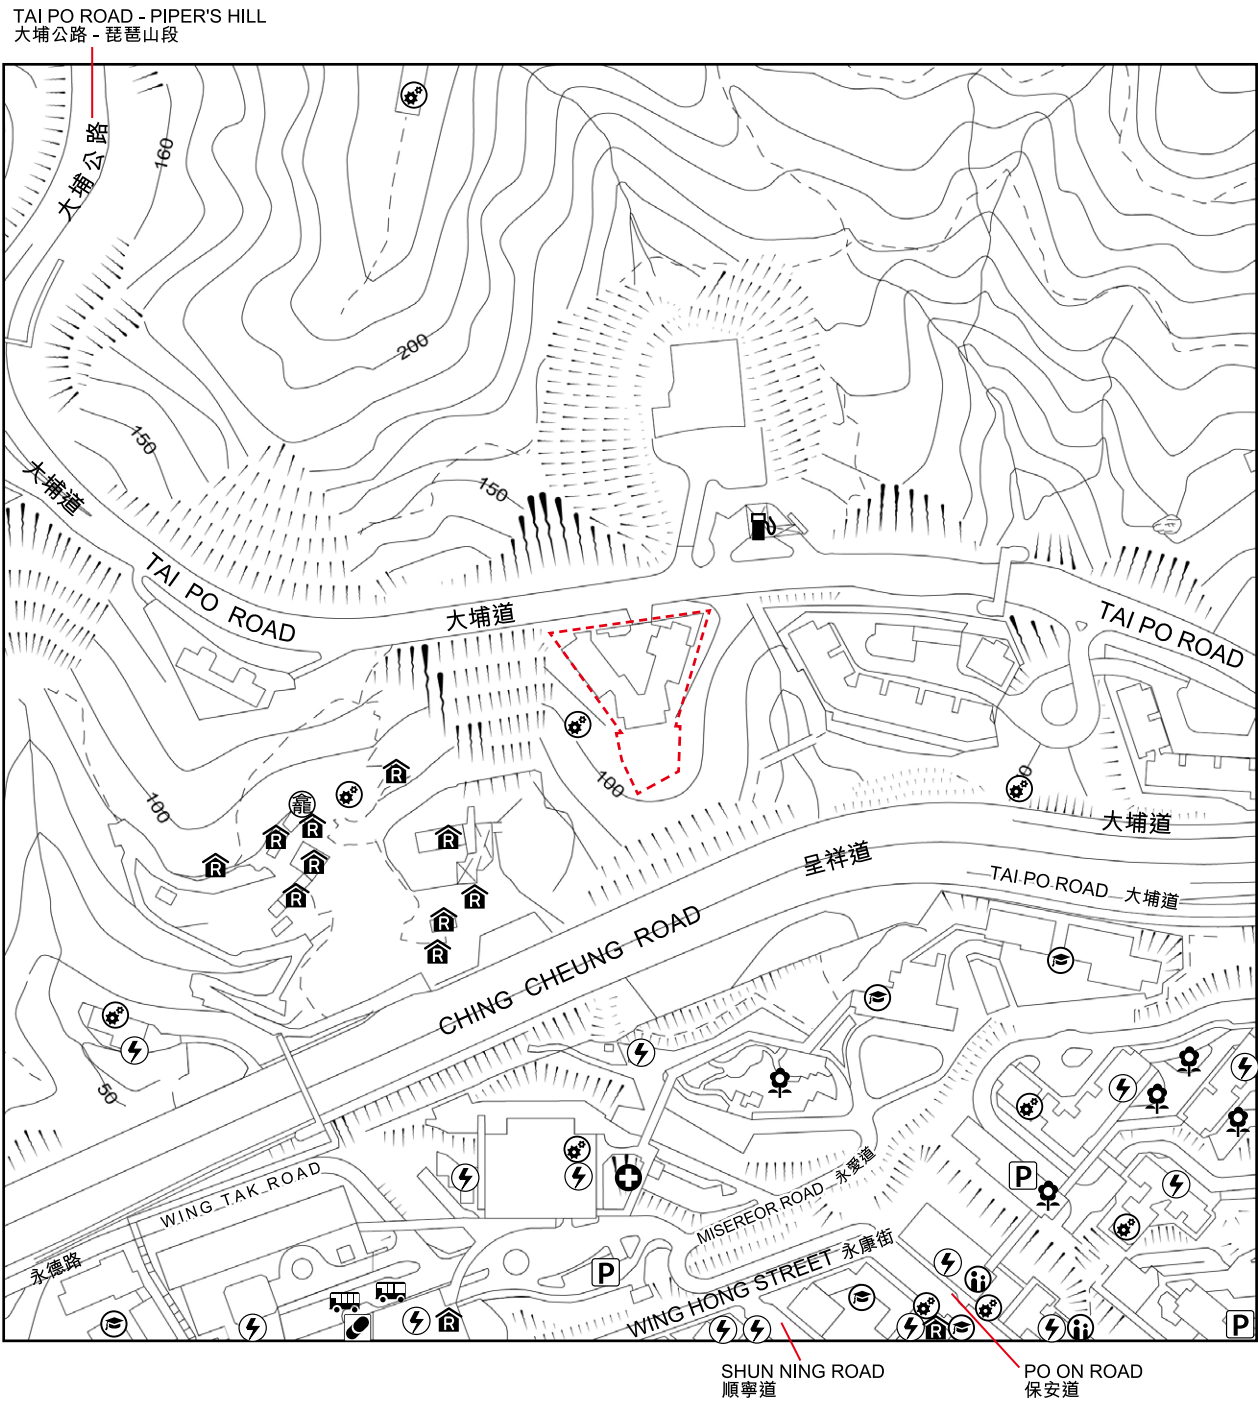 TAI PO ROAD - PIPER'S HILL
大埔公路 - 琵琶山段
大埔公路
160
200
150
150
大埔道
TAI PO ROAD
大埔道
TAI PO ROAD
100
100
龕
R
R
R
R
R
R
R
R
R
R
大埔道
呈祥道
TAI PO ROAD 大埔道
CHING CHEUNG ROAD
50
WING TAK ROAD
永德路
MISEREOR ROAD 永愛道
P
P
WING HONG STREET 永康街
R
R
P
SHUN NING ROAD
順寧道
PO ON ROAD
保安道